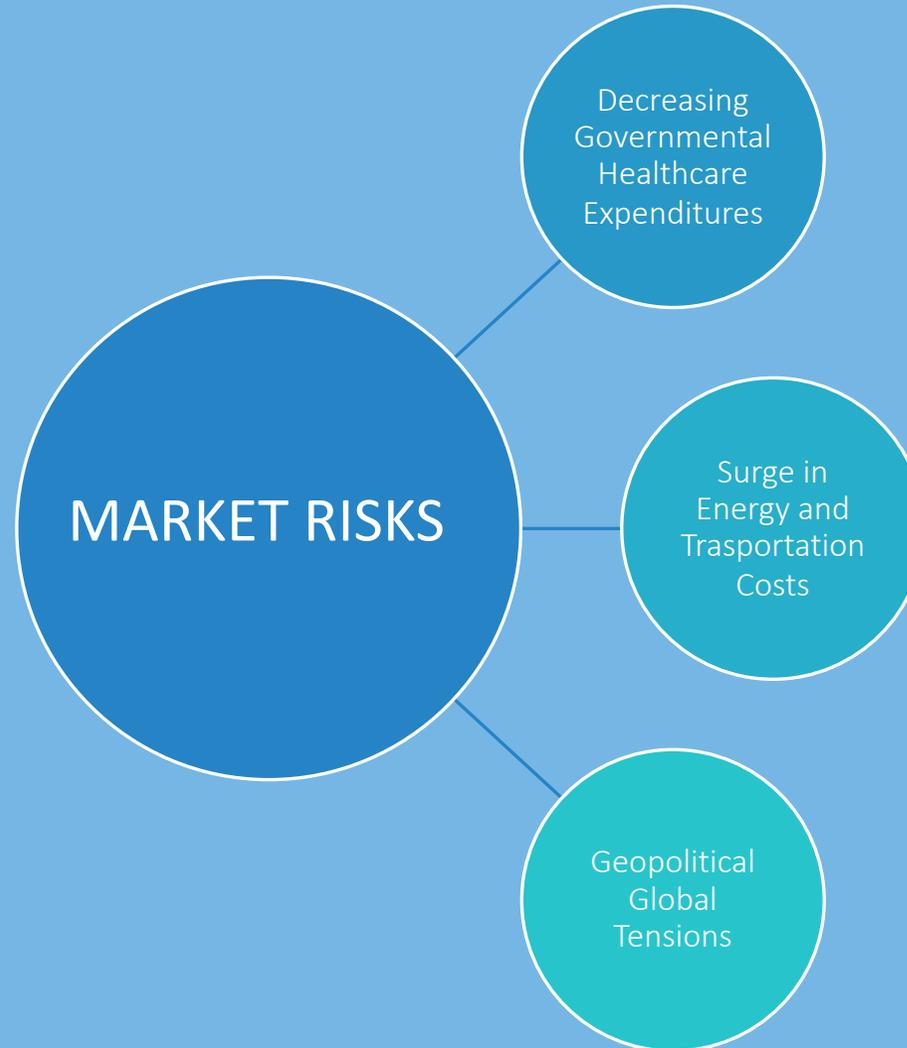 MARKET RISKS
Decreasing
Governmental
Healthcare
Expenditures
Surge in
Energy and
Trasportation
Costs
Geopolitical
Global
Tensions